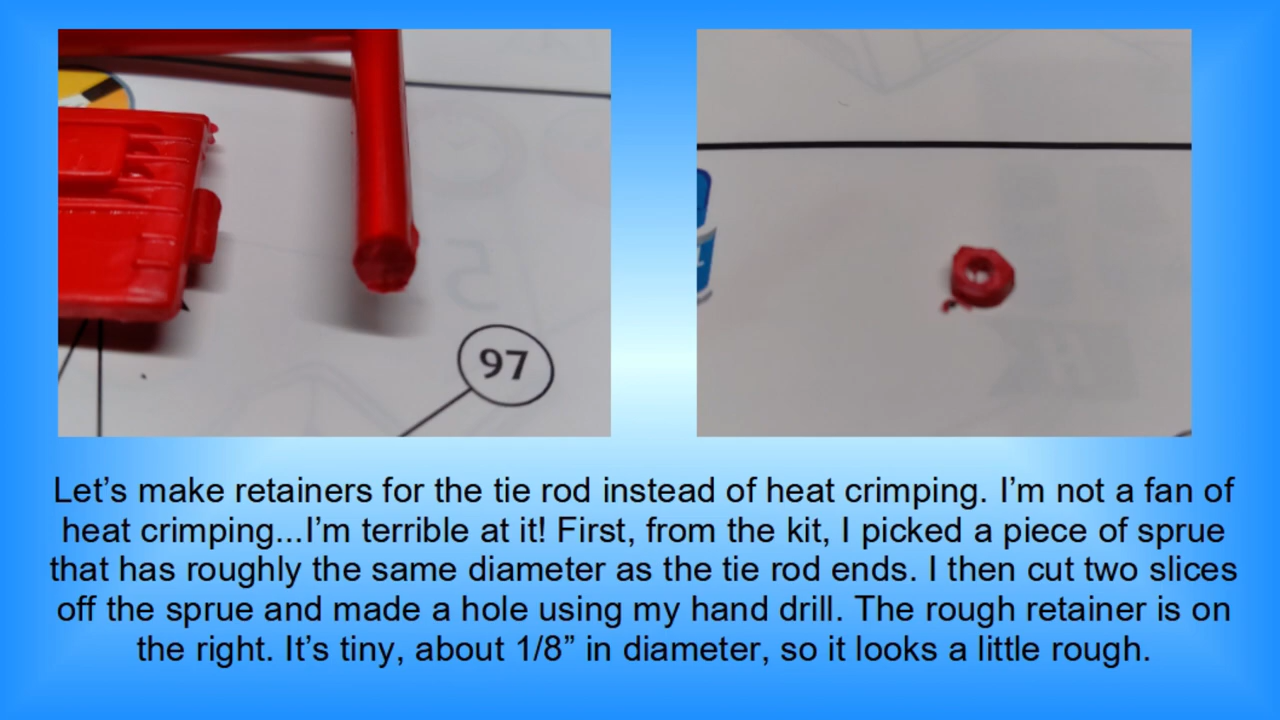 97
Let’s make retainers for the tie rod instead of heat crimping. I’m not a fan of
heat crimping...I’m terrible at it! First, from the kit, I picked a piece of sprue
that has roughly the same diameter as the tie rod ends. I then cut two slices
off the sprue and made a hole using my hand drill. The rough retainer is on
the right. It’s tiny, about 1/8” in diameter, so it looks a little rough.